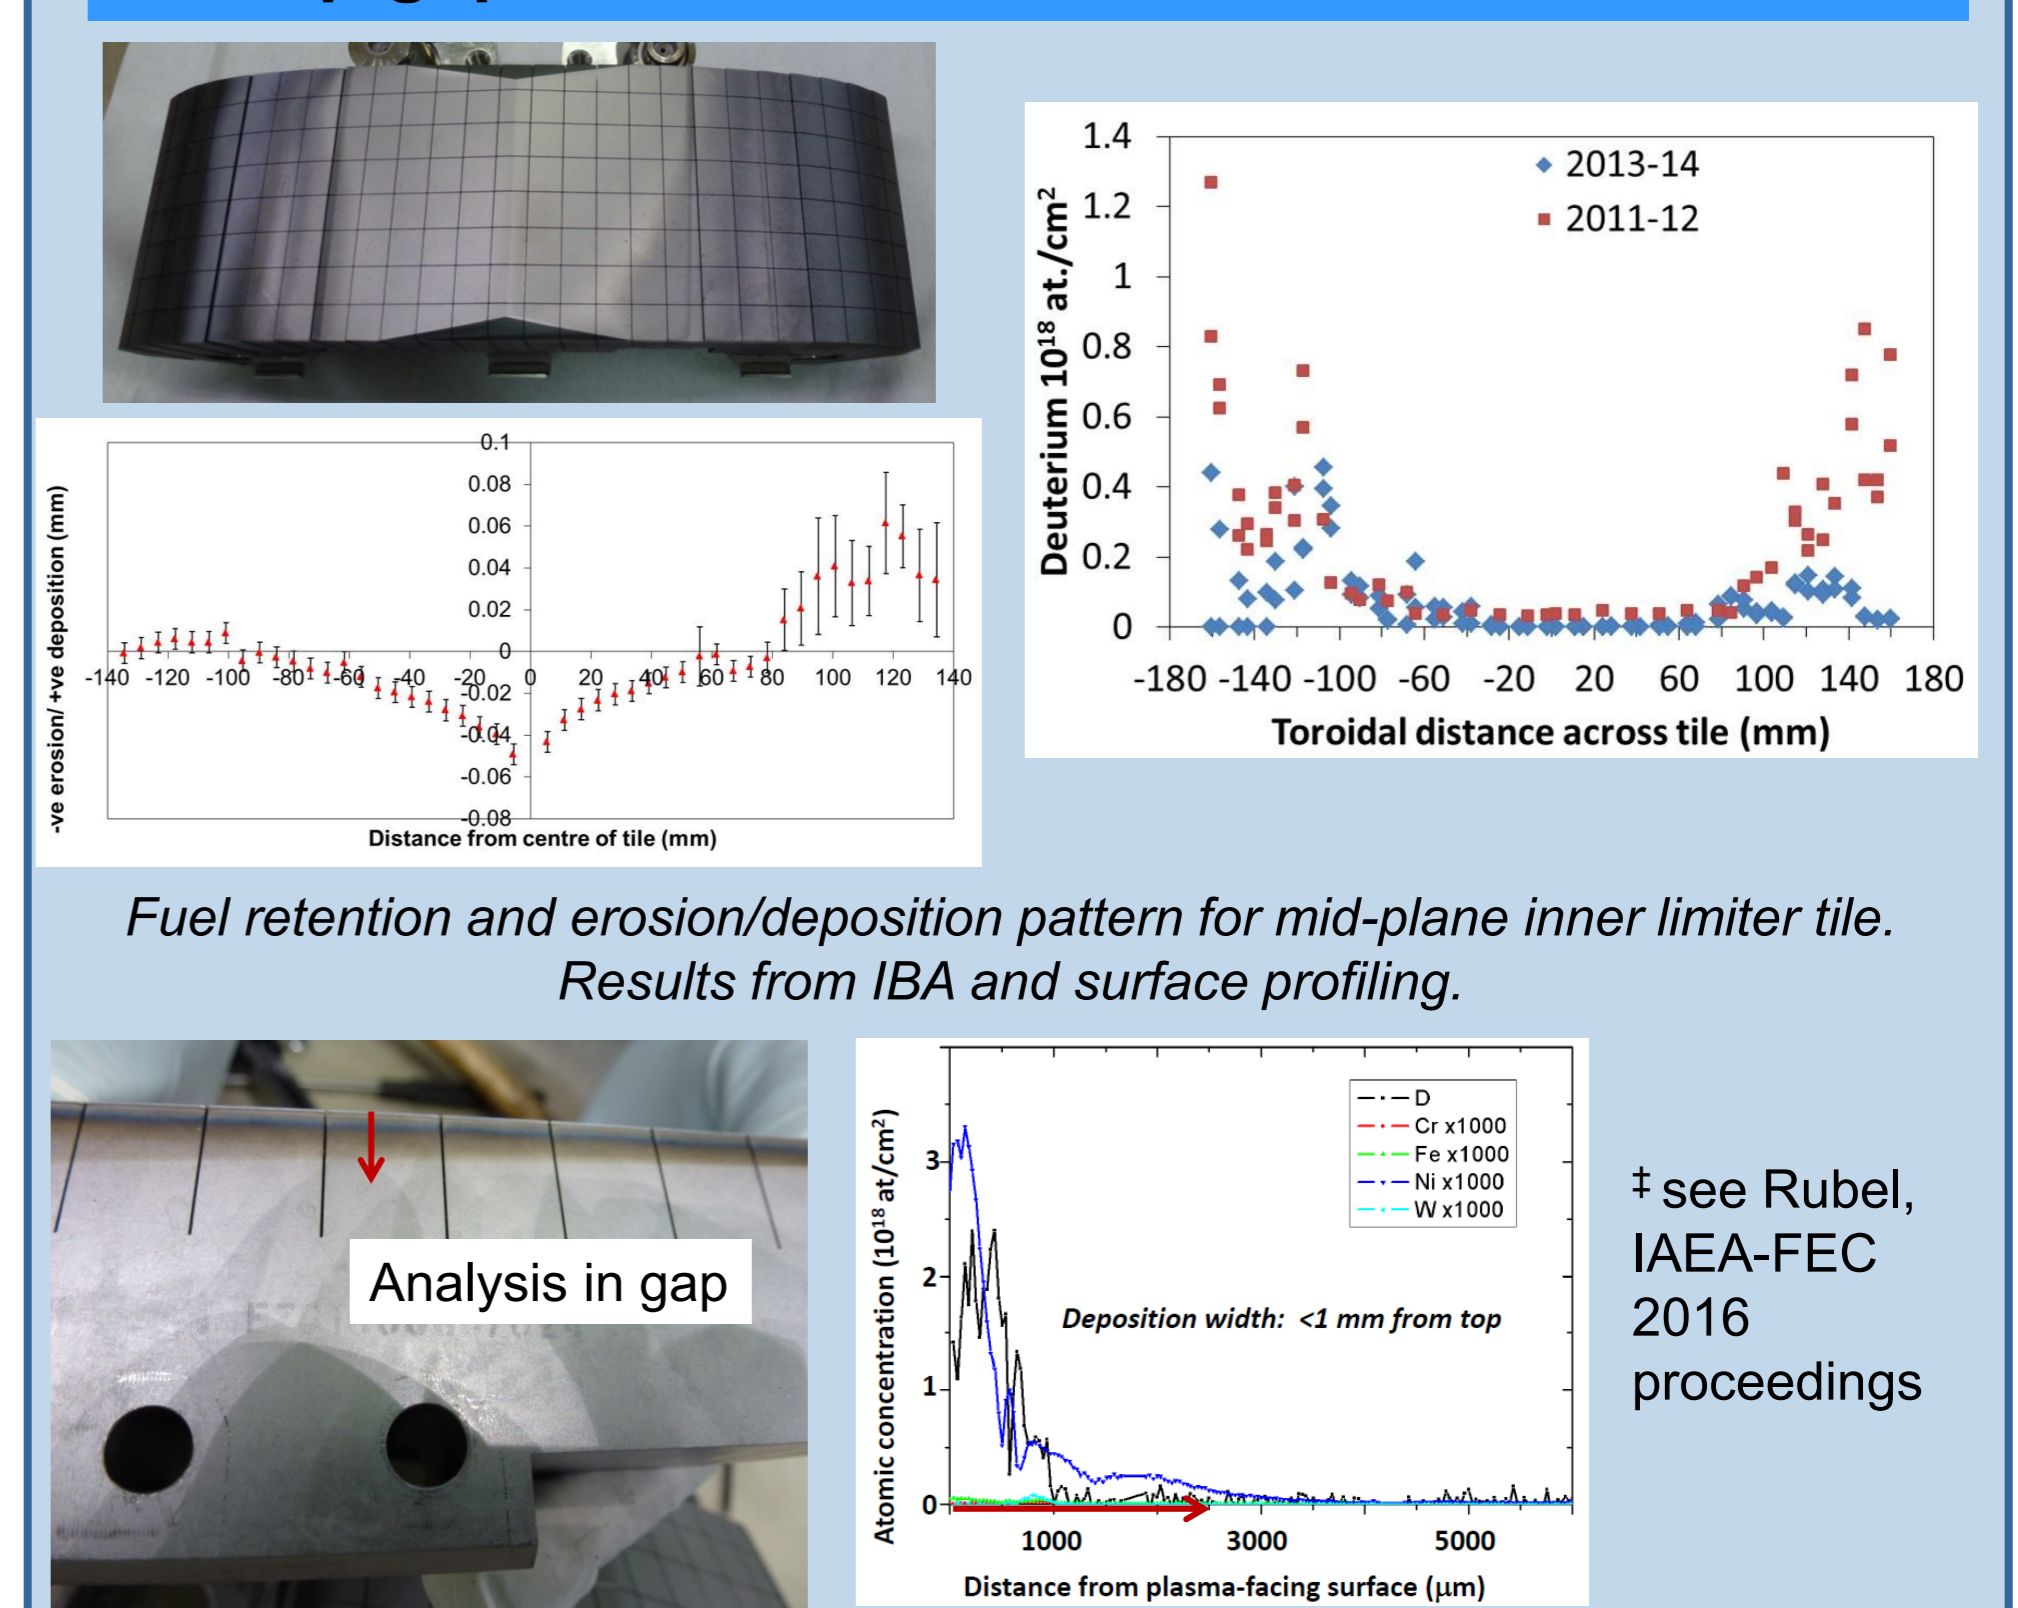 1.4
1.2
1
0.8
0.6
0.4
0.2
0
2013-14
2011-12
Deuterium 10¹⁸ at./cm²
-180 -140 -100 -60 -20 20 60 100 140 180
Toroidal distance across tile (mm)
0.1
0.08
0.06
0.04
0.02
0
-0.02
-0.04
-0.06
-0.08
-ve erosion/ +ve deposition (mm)
-140 -120 -100 -80 -60 -40 -20 0 20 40 60 80 100 120 140
Distance from centre of tile (mm)
Fuel retention and erosion/deposition pattern for mid-plane inner limiter tile.
Results from IBA and surface profiling.
Analysis in gap
D
Cr x1000
Fe x1000
Ni x1000
W x1000
3
2
1
0
Atomic concentration (10¹⁸ at/cm²)
Deposition width: <1 mm from top
1000 3000 5000
Distance from plasma-facing surface (μm)
‡ see Rubel,
IAEA-FEC
2016
proceedings